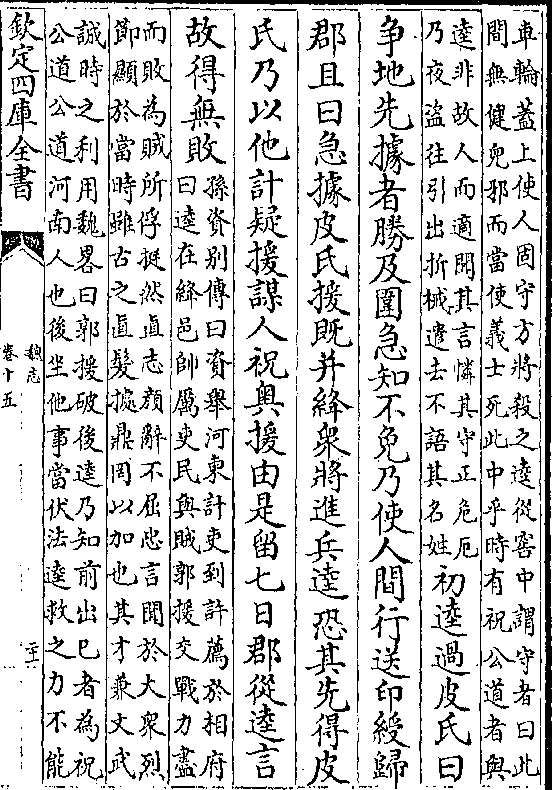 車輪蓋上使人固守方將殺之逵從窖中謂守者曰此
間無健兒邪而當使義士死此中乎時有祝公道者與
逵非故人而適聞其言憐其守正危厄
乃夜盜往引出折械遣去不語其名姓
初逵過皮氏曰
争地先據者勝及圍急知不免乃使人間行送印綬歸
郡且曰急據皮氏援既并絳衆將進兵逵恐其先得皮
氏乃以他計疑援謀人祝奥援由是留七日郡從逵言
故得無敗
孫資别傳曰資舉河東計吏到許薦於相府
曰逵在絳邑帥厲吏民與賊郭援交戰力盡
而敗為賊所俘挺然直志顔辭不屈忠言聞於大衆烈
節顯於當時雖古之直髮據鼎罔以加也其才兼文武
誠時之利用魏畧曰郭援破後逵乃知前出已者為祝
公道公道河南人也後坐他事當伏法逵救之力不能
欽定四庫全書
魏志
卷十五
二十二